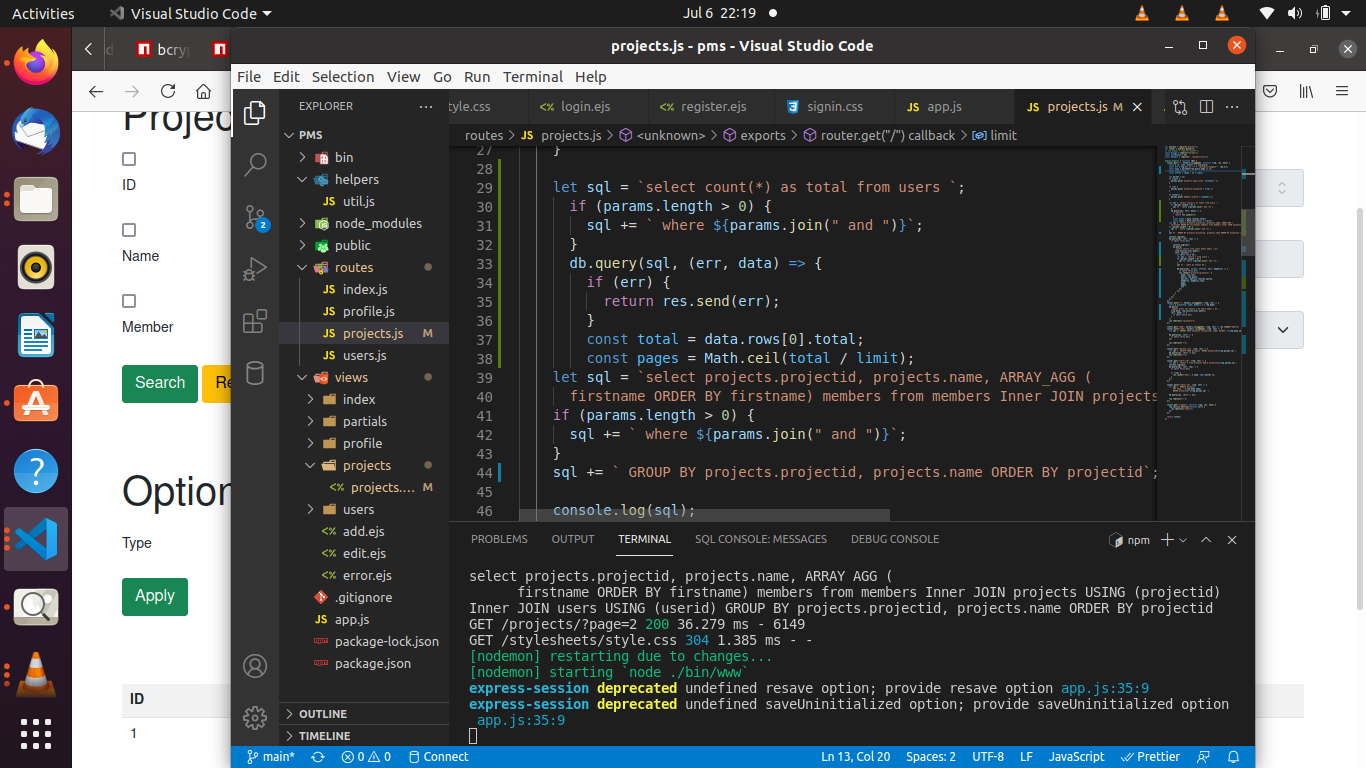 Activities
Visual Studio Code
Jul 6 22:19
bcryp
projects.js - pms - Visual Studio Code
File Edit Selection View Go Run Terminal Help
Projec
ID
Name
Member
Search
Re
Option
Type
Apply
ID
1
EXPLORER
PMS
bin
helpers
JS util.js
node_modules
public
routes
JS index.js
JS profile.js
JS projects.js M
JS users.js
views
index
partials
profile
projects
<% projects.... M
users
<% add.ejs
<% edit.ejs
<% error.ejs
.gitignore
JS app.js
package-lock.json
package.json
OUTLINE
TIMELINE
2
tyle.css
<% login.ejs
<% register.ejs
signin.css
JS app.js
JS projects.js M
routes > JS projects.js > <unknown> > exports > router.get("/") callback > limit
27 }
28
29 let sql = `select count(*) as total from users `;
30 if (params.length > 0) {
31 sql += ` where ${params.join(" and ")}`;
32 }
33 db.query(sql, (err, data) => {
34 if (err) {
35 return res.send(err);
36 }
37 const total = data.rows[0].total;
38 const pages = Math.ceil(total / limit);
39 let sql = `select projects.projectid, projects.name, ARRAY_AGG (
40 firstname ORDER BY firstname) members from members Inner JOIN projects
41 if (params.length > 0) {
42 sql += ` where ${params.join(" and ")}`;
43 }
44 sql += ` GROUP BY projects.projectid, projects.name ORDER BY projectid`;
45
46 console.log(sql);
PROBLEMS OUTPUT TERMINAL SQL CONSOLE: MESSAGES DEBUG CONSOLE
npm
select projects.projectid, projects.name, ARRAY AGG (
firstname ORDER BY firstname) members from members Inner JOIN projects USING (projectid)
Inner JOIN users USING (userid) GROUP BY projects.projectid, projects.name ORDER BY projectid
GET /projects/?page=2 200 36.279 ms - 6149
GET /stylesheets/style.css 304 1.385 ms - -
[nodemon] restarting due to changes...
[nodemon] starting `node ./bin/www`
express-session deprecated undefined resave option; provide resave option app.js:35:9
express-session deprecated undefined saveUninitialized option; provide saveUninitialized option
app.js:35:9
main*
0 0
Connect
Ln 13, Col 20
Spaces: 2
UTF-8
LF
JavaScript
Prettier